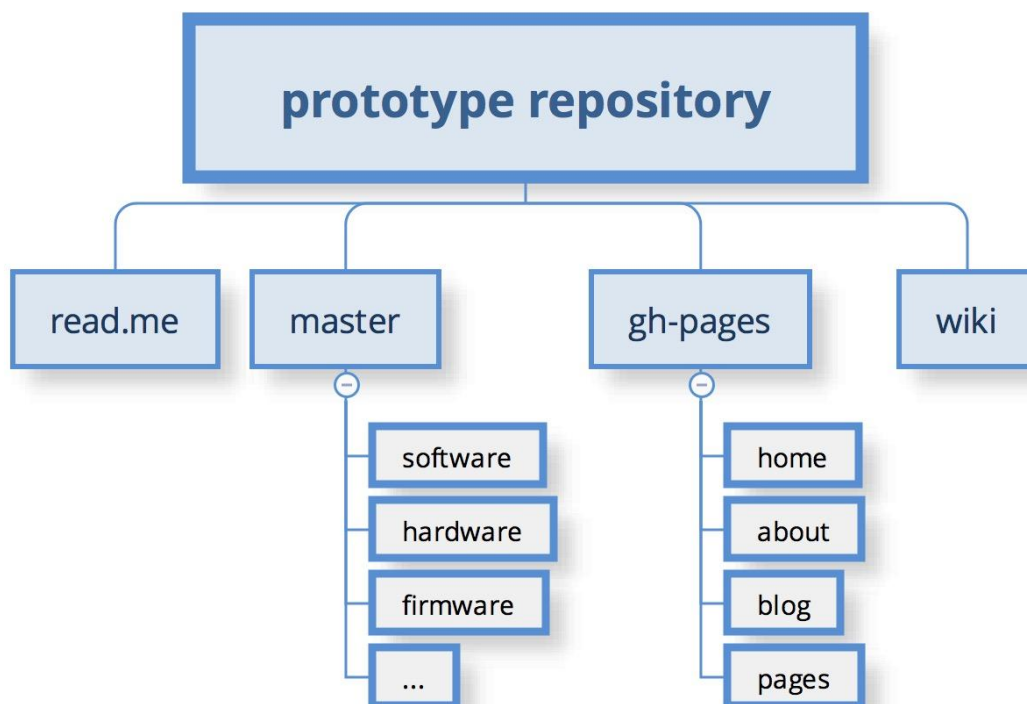 prototype repository
read.me
master
gh-pages
wiki
software
hardware
firmware
...
home
about
blog
pages